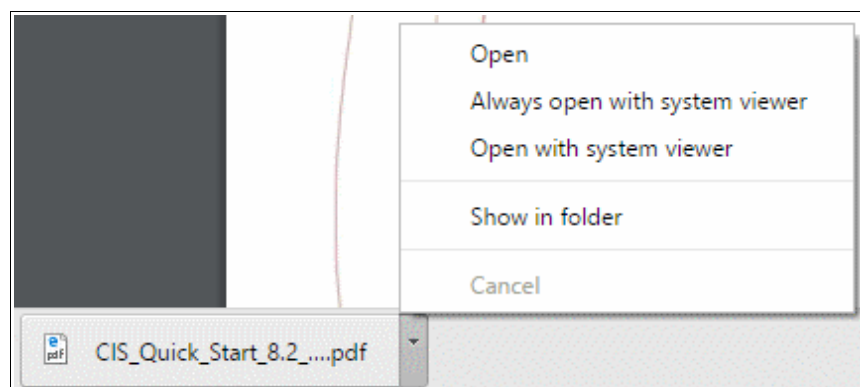 Open
Always open with system viewer
Open with system viewer
Show in folder
Cancel
CIS_Quick_Start_8.2_....pdf